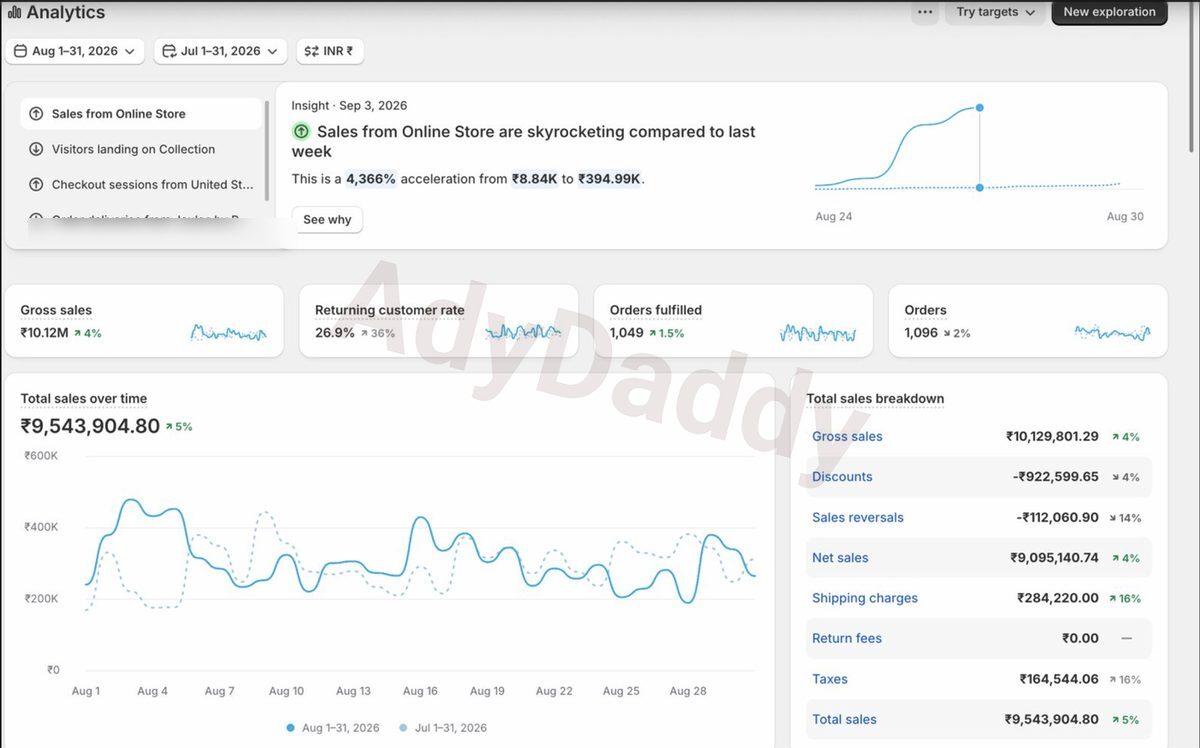 Analytics
Try targets
New exploration
Aug 1–31, 2026
Jul 1–31, 2026
INR ₹
Sales from Online Store
Visitors landing on Collection
Checkout sessions from United St...
Insight · Sep 3, 2026
Sales from Online Store are skyrocketing compared to last
week
This is a 4,366% acceleration from ₹8.84K to ₹394.99K.
See why
Aug 24
Aug 30
Gross sales
₹10.12M ↗ 4%
Returning customer rate
26.9% ↗ 36%
Orders fulfilled
1,049 ↗ 1.5%
Orders
1,096 ↘ 2%
AdyDaddy
Total sales over time
₹9,543,904.80 ↗ 5%
₹600K
₹400K
₹200K
₹0
Aug 1
Aug 4
Aug 7
Aug 10
Aug 13
Aug 16
Aug 19
Aug 22
Aug 25
Aug 28
Aug 1–31, 2026
Jul 1–31, 2026
Total sales breakdown
Gross sales ₹10,129,801.29 ↗ 4%
Discounts -₹922,599.65 ↘ 4%
Sales reversals -₹112,060.90 ↘ 14%
Net sales ₹9,095,140.74 ↗ 4%
Shipping charges ₹284,220.00 ↗ 16%
Return fees ₹0.00 —
Taxes ₹164,544.06 ↗ 16%
Total sales ₹9,543,904.80 ↗ 5%